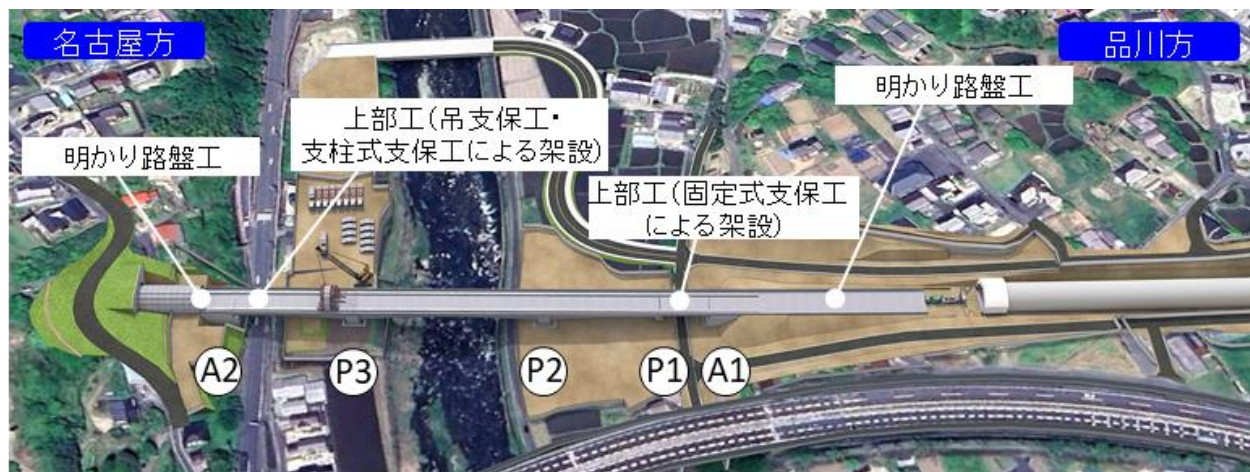 名古屋方
品川方
明かり路盤工
上部工(吊支保工・
支柱式支保工による架設)
明かり路盤工
上部工(固定式支保工
による架設)
A2
P3
P2
P1
A1